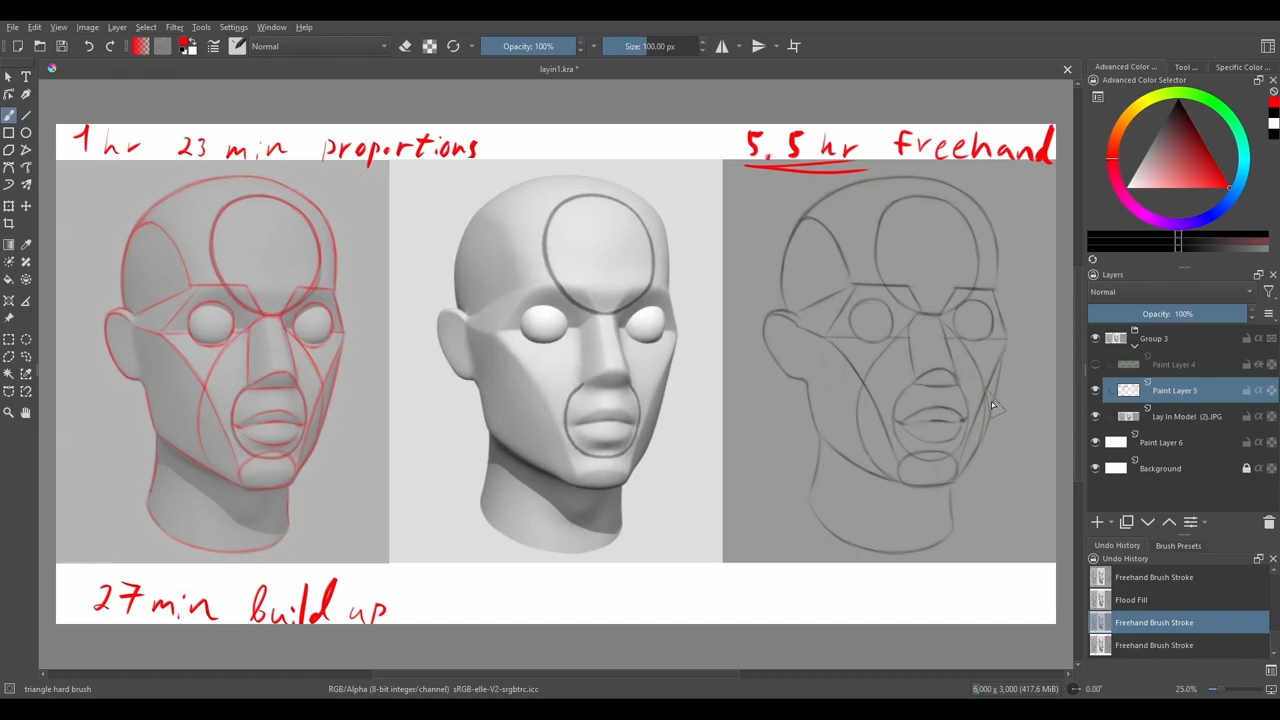 File Edit View Image Layer Select Filter Tools Settings Window Help
Normal
Opacity: 100%
Size: 100.00 px
layin1.kra *
Advanced Color ... Tool ... Specific Color ...
Advanced Color Selector
1 hr 23 min proportions
5.5 hr freehand
27 min build up
Layers
Normal
Opacity: 100%
Group 3
Paint Layer 4
Paint Layer 5
Lay In Model (2).JPG
Paint Layer 6
Background
Undo History Brush Presets
Undo History
Freehand Brush Stroke
Flood Fill
Freehand Brush Stroke
Freehand Brush Stroke
triangle hard brush
RGB/Alpha (8-bit integer/channel) sRGB-elle-V2-srgbtrc.icc
6,000 x 3,000 (417.6 MiB)
0.00°
25.0%